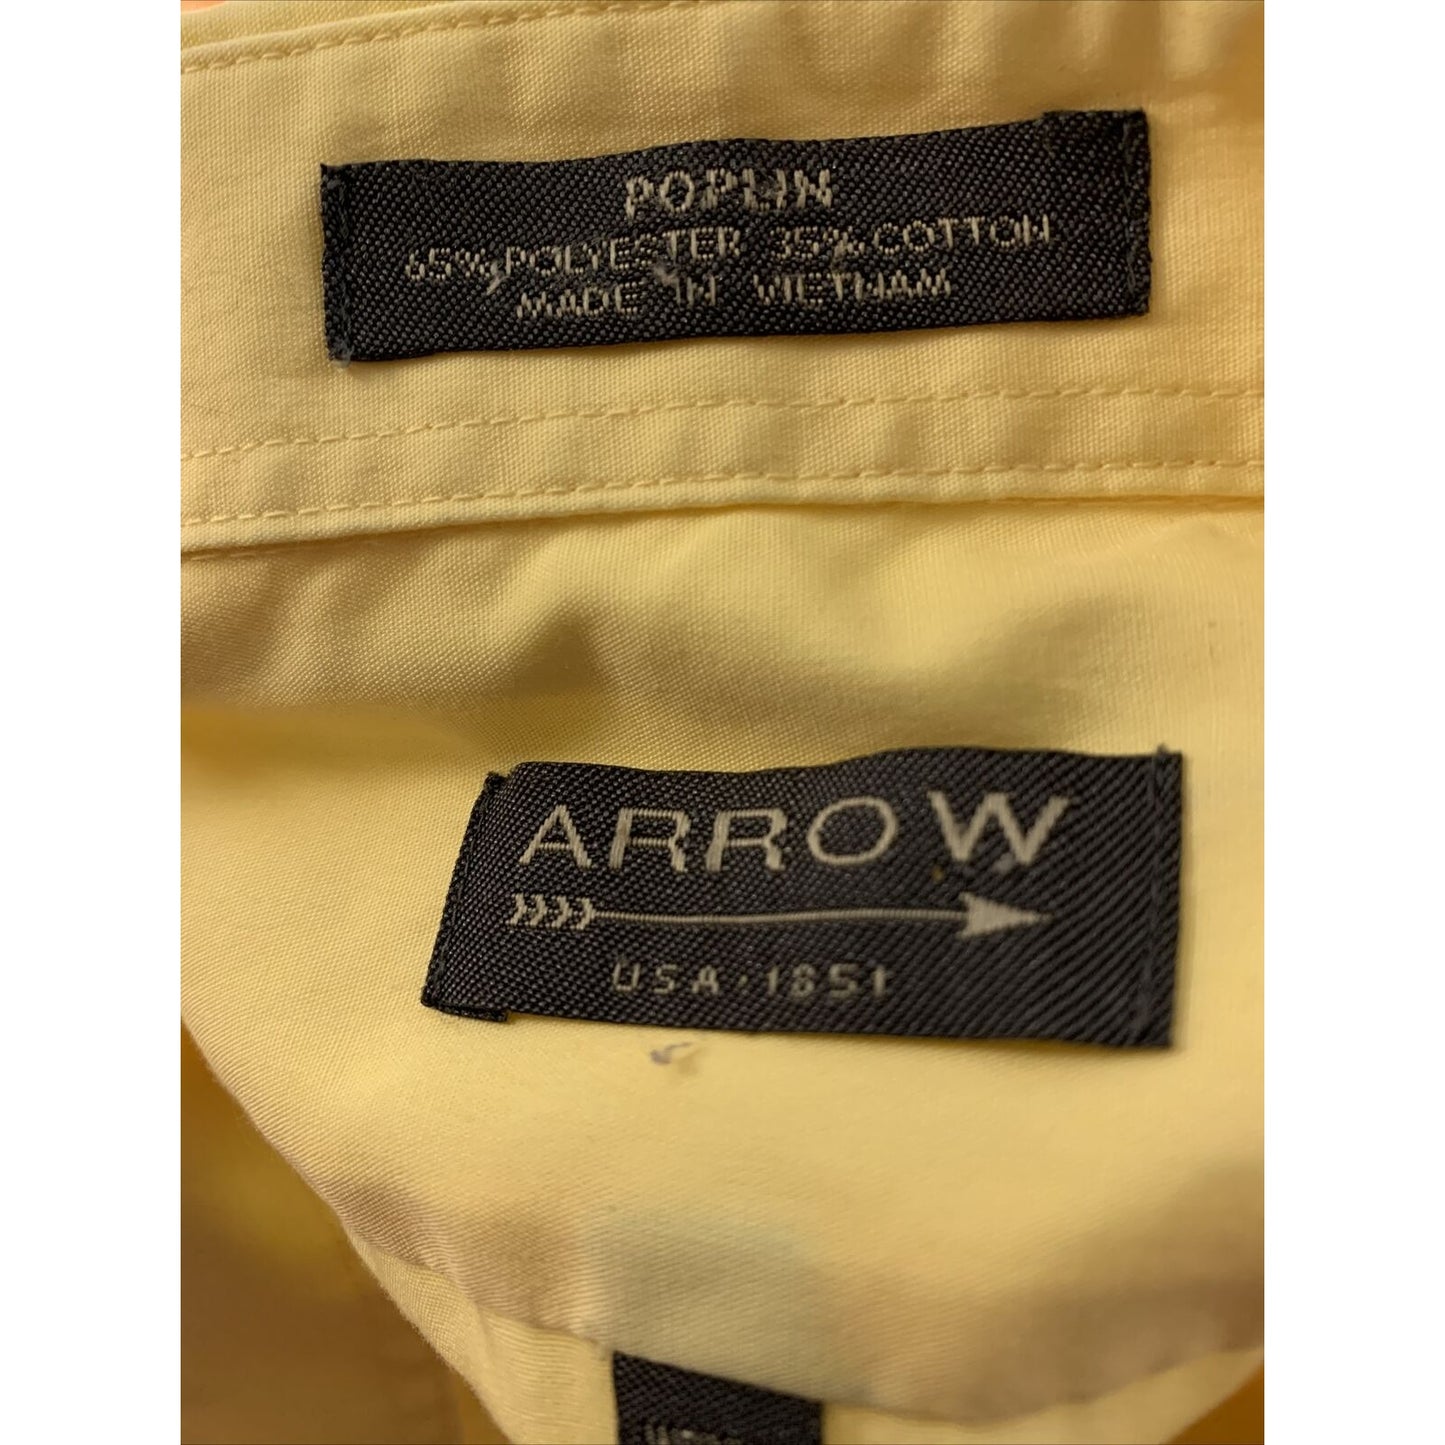 POPLIN
65% POLYESTER 35% COTTON
MADE IN VIETNAM
ARROW
USA·1851